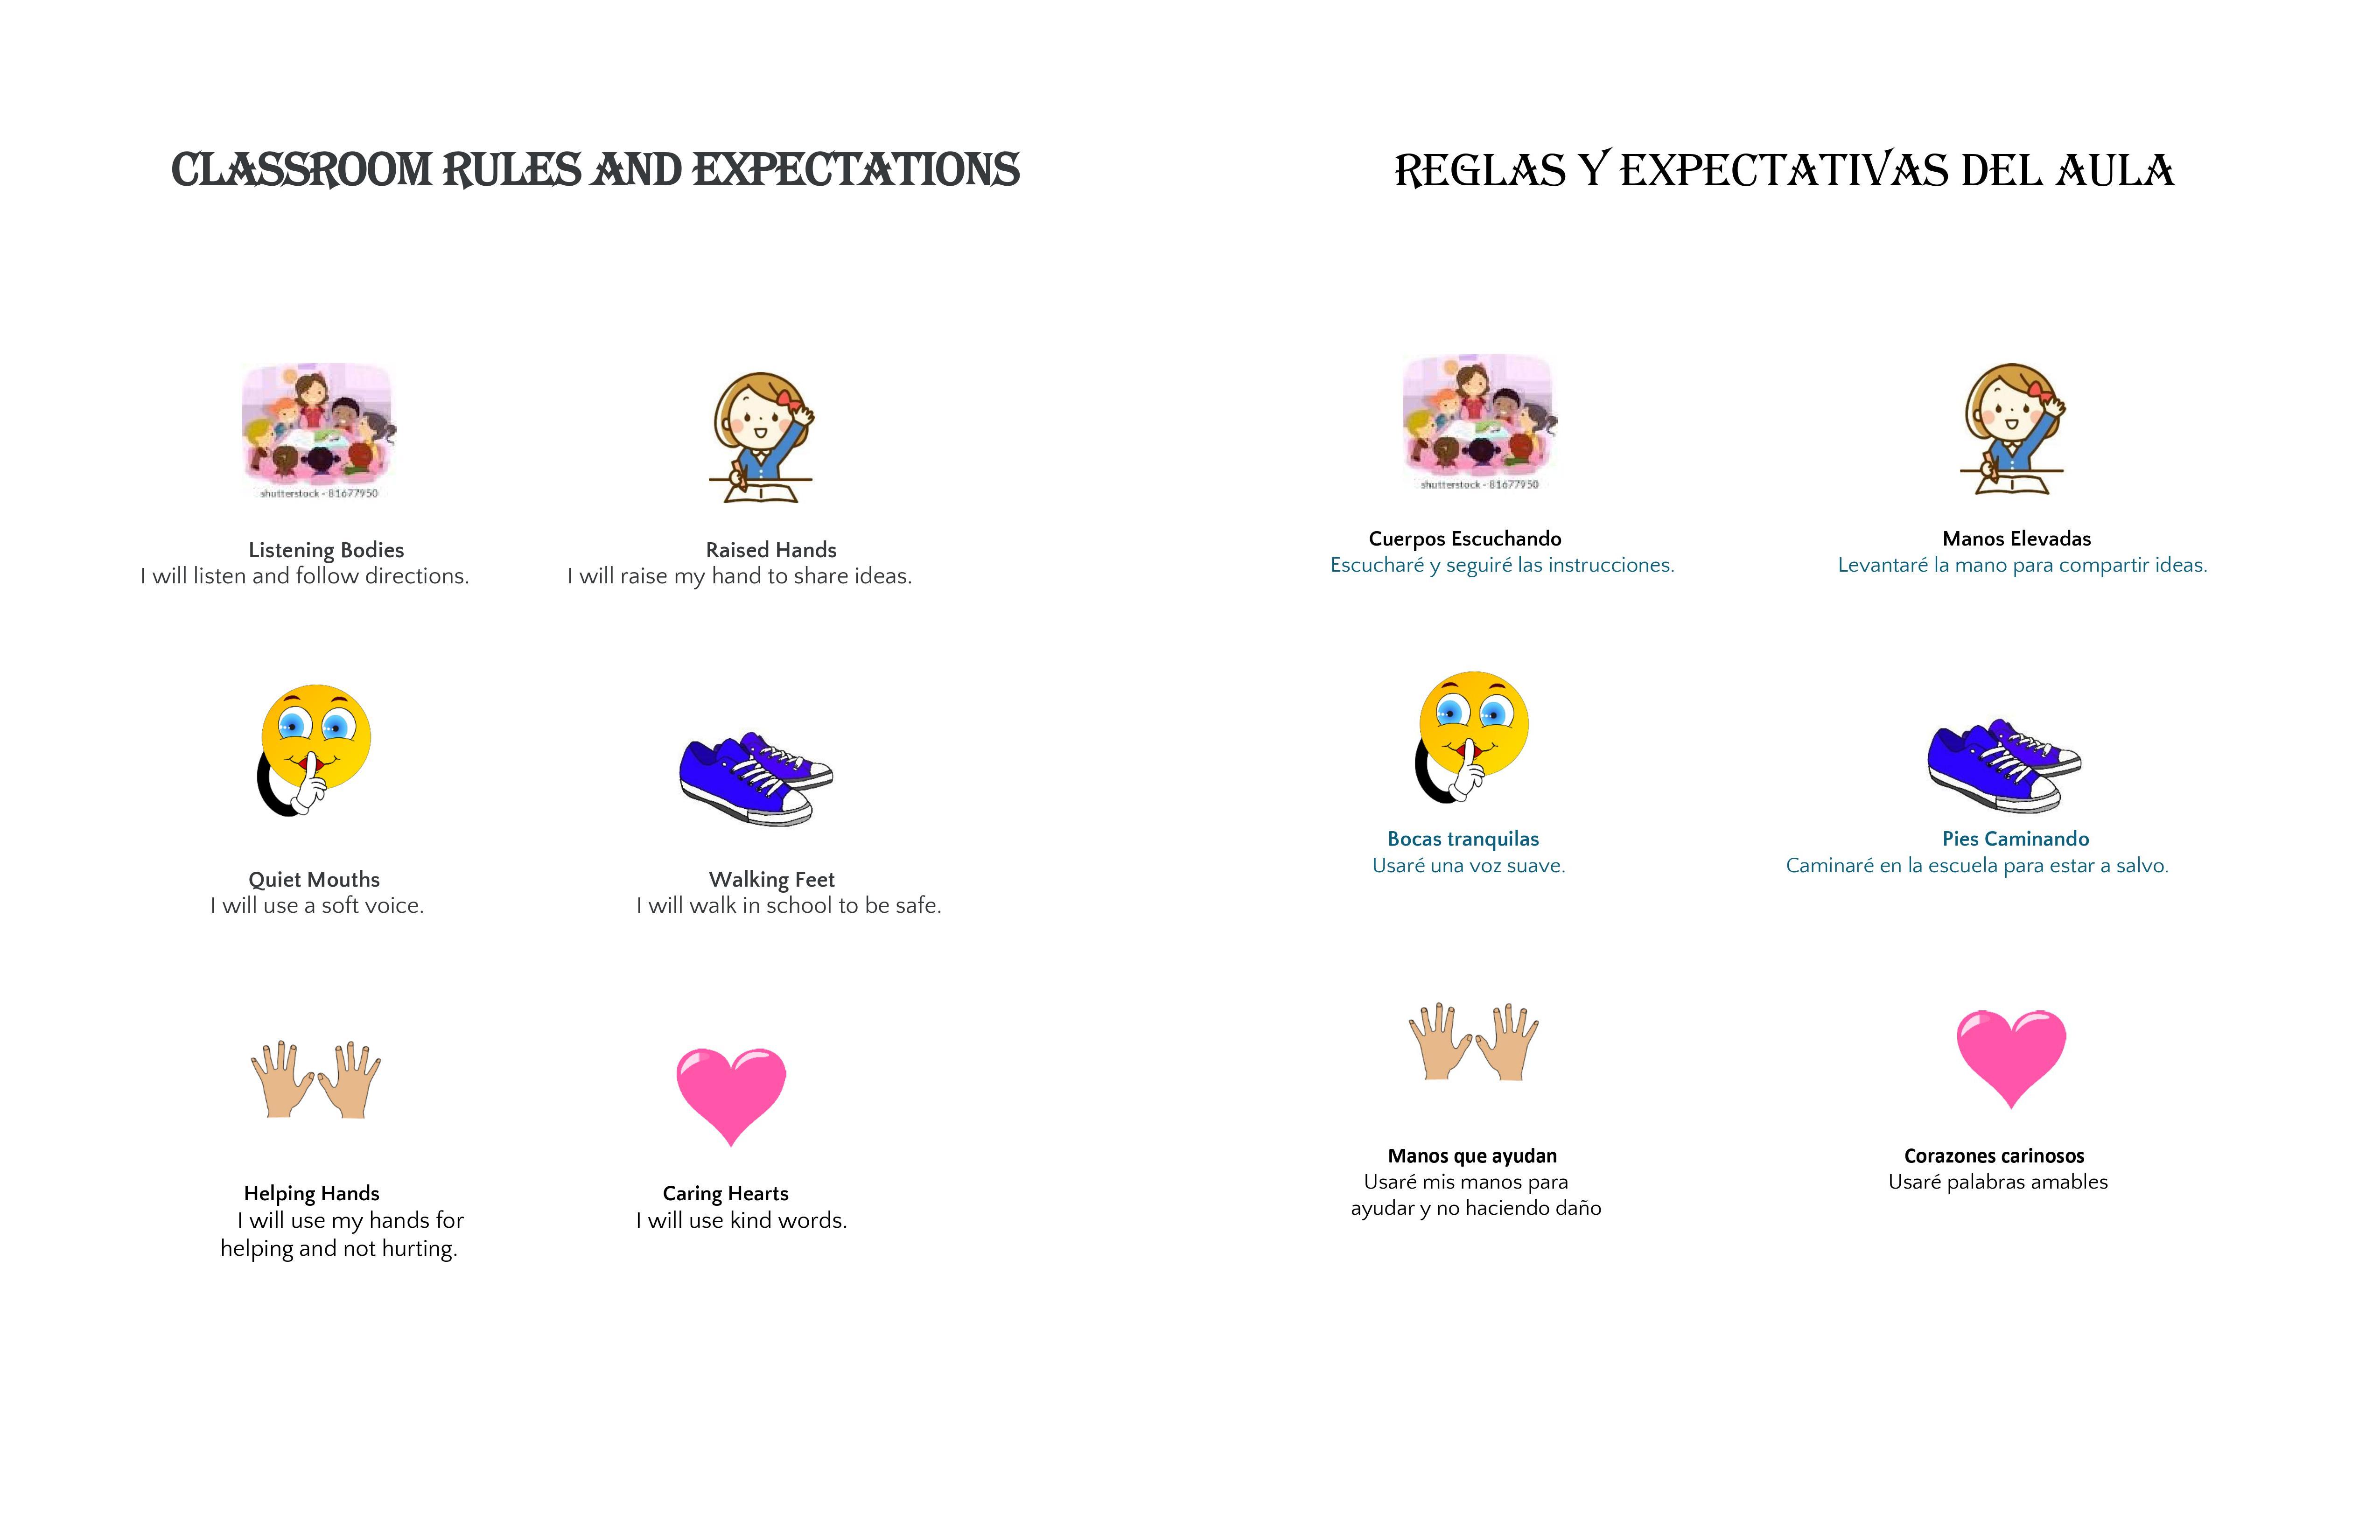 CLASSROOM RULES AND EXPECTATIONS
shutterstock - 81677950
Listening Bodies
I will listen and follow directions.
Raised Hands
I will raise my hand to share ideas.
Quiet Mouths
I will use a soft voice.
Walking Feet
I will walk in school to be safe.
Helping Hands
I will use my hands for
helping and not hurting.
Caring Hearts
I will use kind words.
REGLAS Y EXPECTATIVAS DEL AULA
shutterstock - 81677950
Cuerpos Escuchando
Escucharé y seguiré las instrucciones.
Manos Elevadas
Levantaré la mano para compartir ideas.
Bocas tranquilas
Usaré una voz suave.
Pies Caminando
Caminaré en la escuela para estar a salvo.
Manos que ayudan
Usaré mis manos para
ayudar y no haciendo daño
Corazones carinosos
Usaré palabras amables